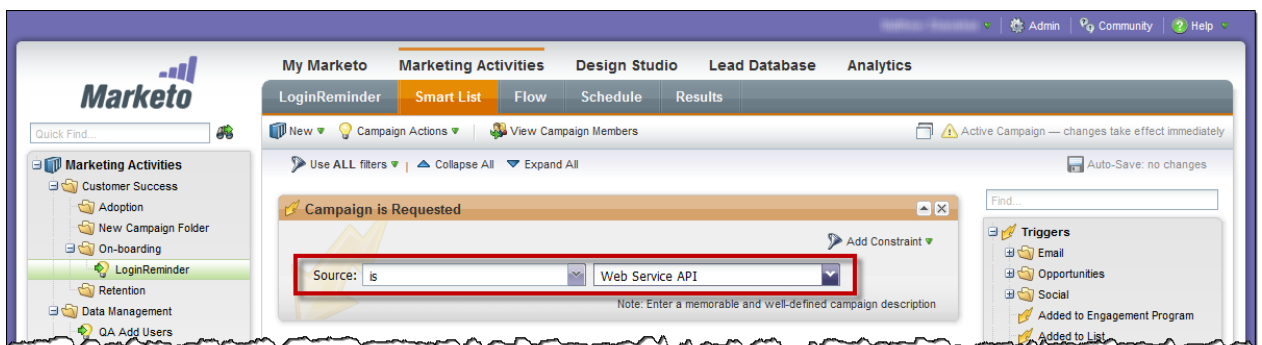 Admin Community Help
Marketo
My Marketo Marketing Activities Design Studio Lead Database Analytics
LoginReminder Smart List Flow Schedule Results
Quick Find...
New Campaign Actions View Campaign Members
Active Campaign — changes take effect immediately
Use ALL filters Collapse All Expand All
Auto-Save: no changes
Marketing Activities
Customer Success
Adoption
New Campaign Folder
On-boarding
LoginReminder
Retention
Data Management
QA Add Users
Campaign is Requested
Add Constraint
Source: is Web Service API
Note: Enter a memorable and well-defined campaign description
Find...
Triggers
Email
Opportunities
Social
Added to Engagement Program
Added to List